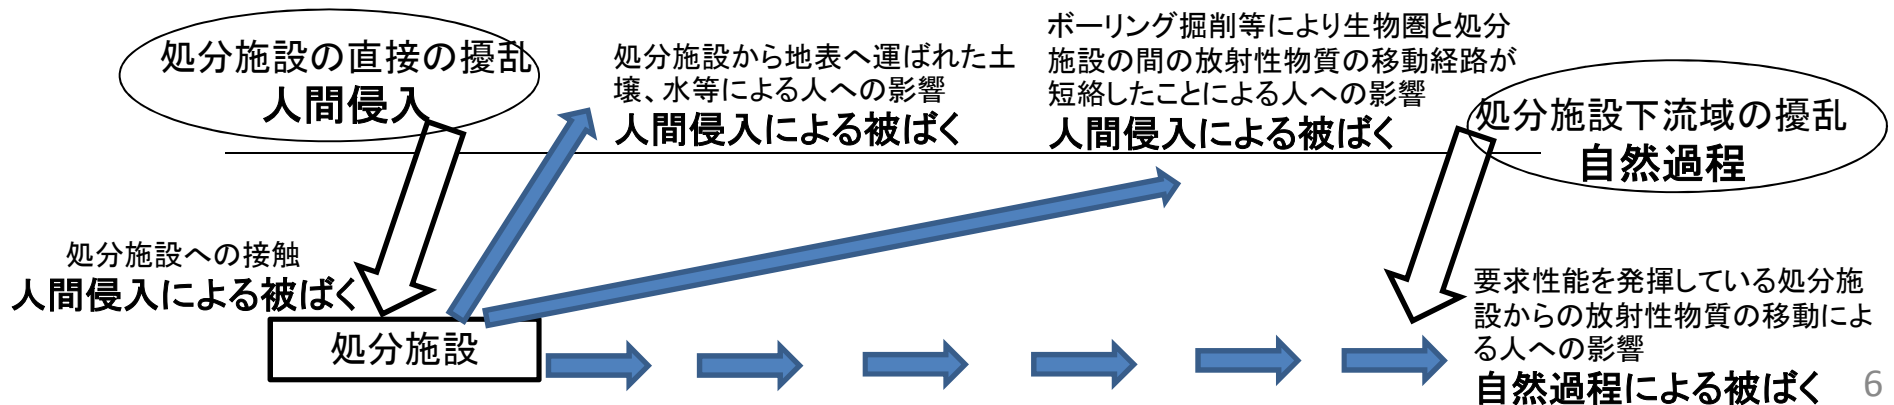 処分施設の直接の擾乱
人間侵入
処分施設から地表へ運ばれた土
壌、水等による人への影響
人間侵入による被ばく
ボーリング掘削等により生物圏と処分
施設の間の放射性物質の移動経路が
短絡したことによる人への影響
人間侵入による被ばく
処分施設下流域の擾乱
自然過程
処分施設への接触
人間侵入による被ばく
処分施設
要求性能を発揮している処分施
設からの放射性物質の移動によ
る人への影響
自然過程による被ばく
6